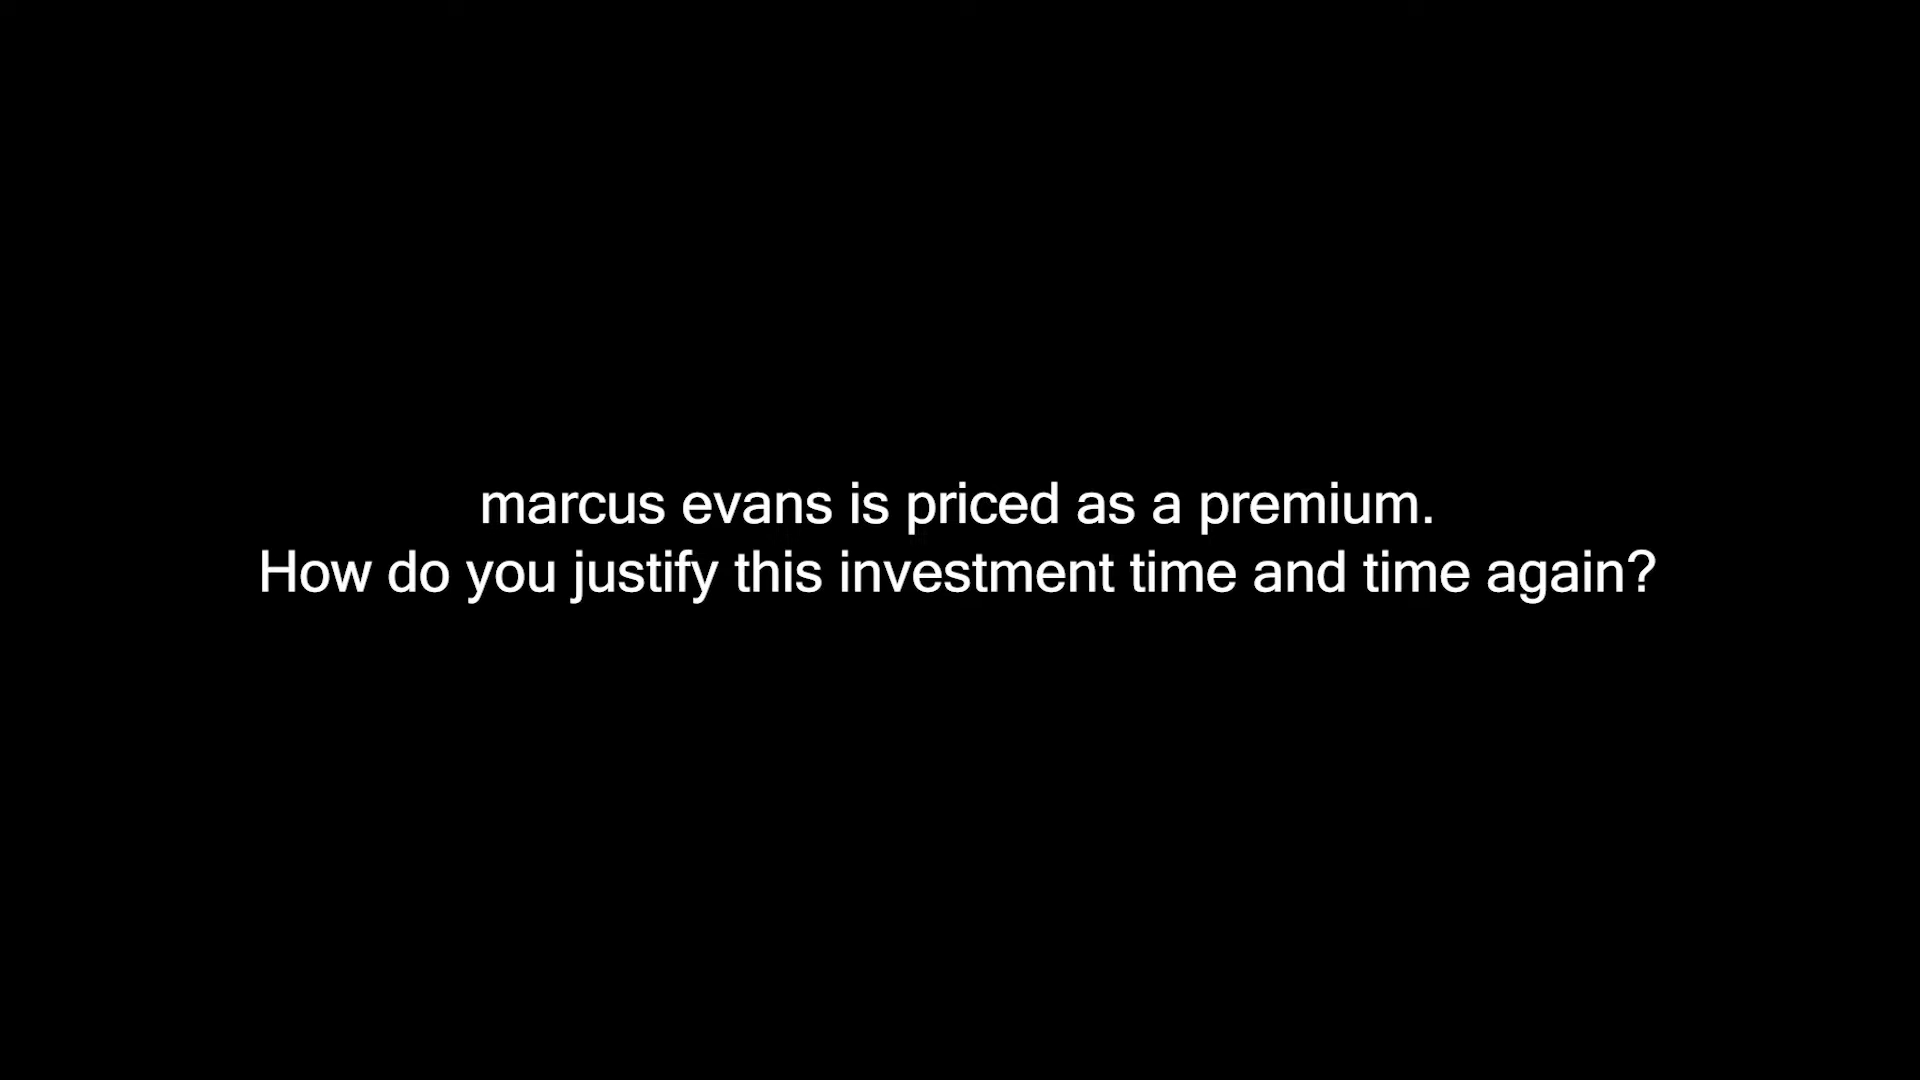 marcus evans is priced as a premium.
How do you justify this investment time and time again?